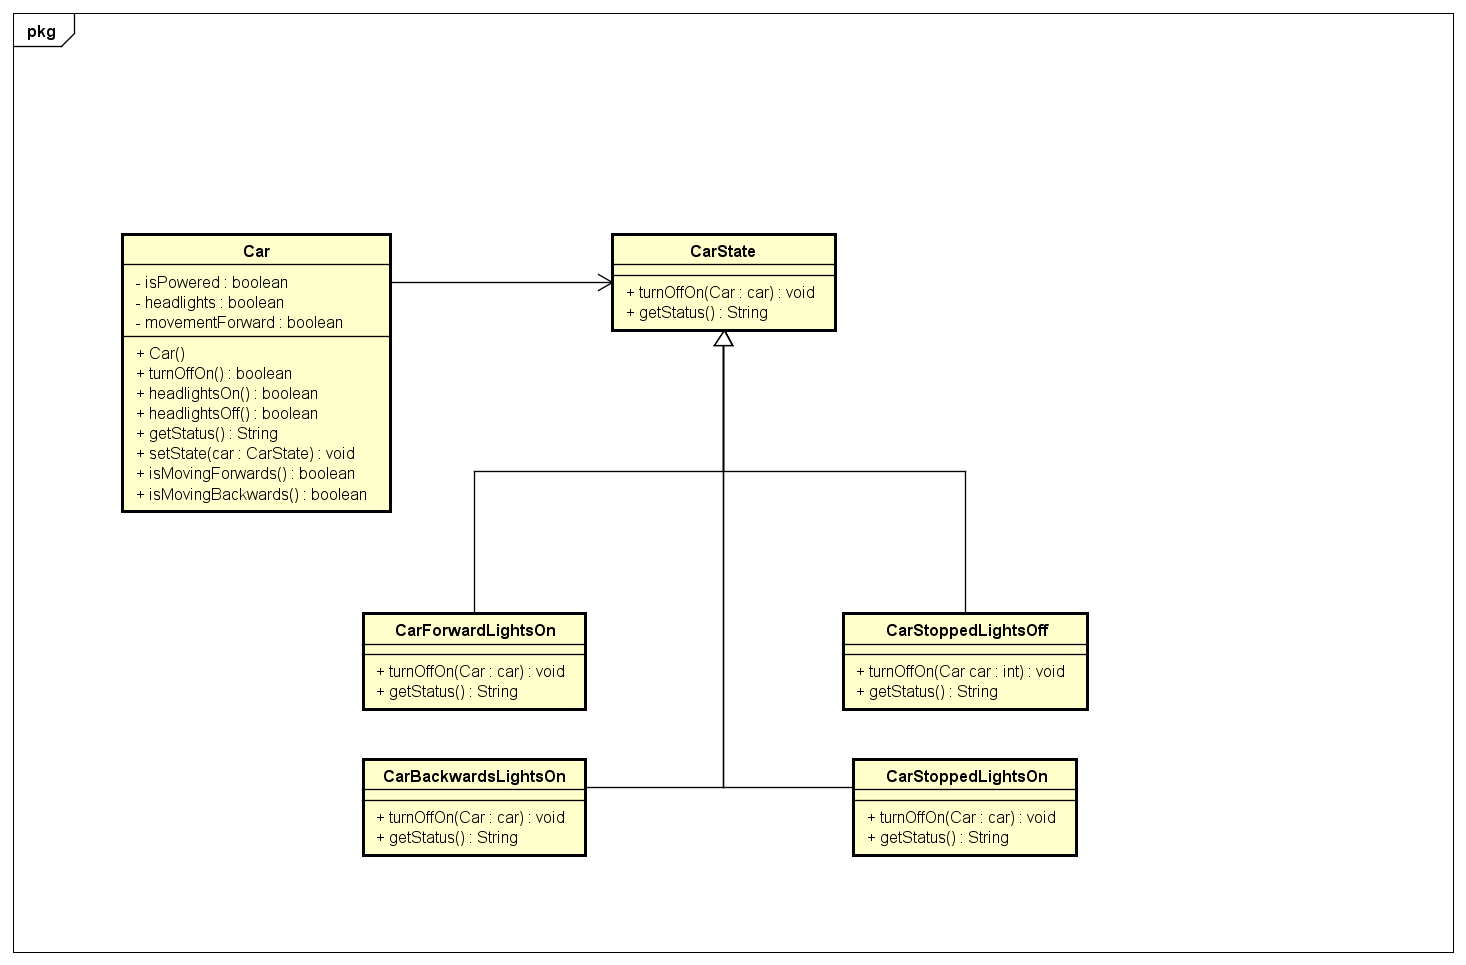 pkg
Car
- isPowered : boolean
- headlights : boolean
- movementForward : boolean
+ Car()
+ turnOffOn() : boolean
+ headlightsOn() : boolean
+ headlightsOff() : boolean
+ getStatus() : String
+ setState(car : CarState) : void
+ isMovingForwards() : boolean
+ isMovingBackwards() : boolean
CarState
+ turnOffOn(Car : car) : void
+ getStatus() : String
CarForwardLightsOn
+ turnOffOn(Car : car) : void
+ getStatus() : String
CarStoppedLightsOff
+ turnOffOn(Car car : int) : void
+ getStatus() : String
CarBackwardsLightsOn
+ turnOffOn(Car : car) : void
+ getStatus() : String
CarStoppedLightsOn
+ turnOffOn(Car : car) : void
+ getStatus() : String